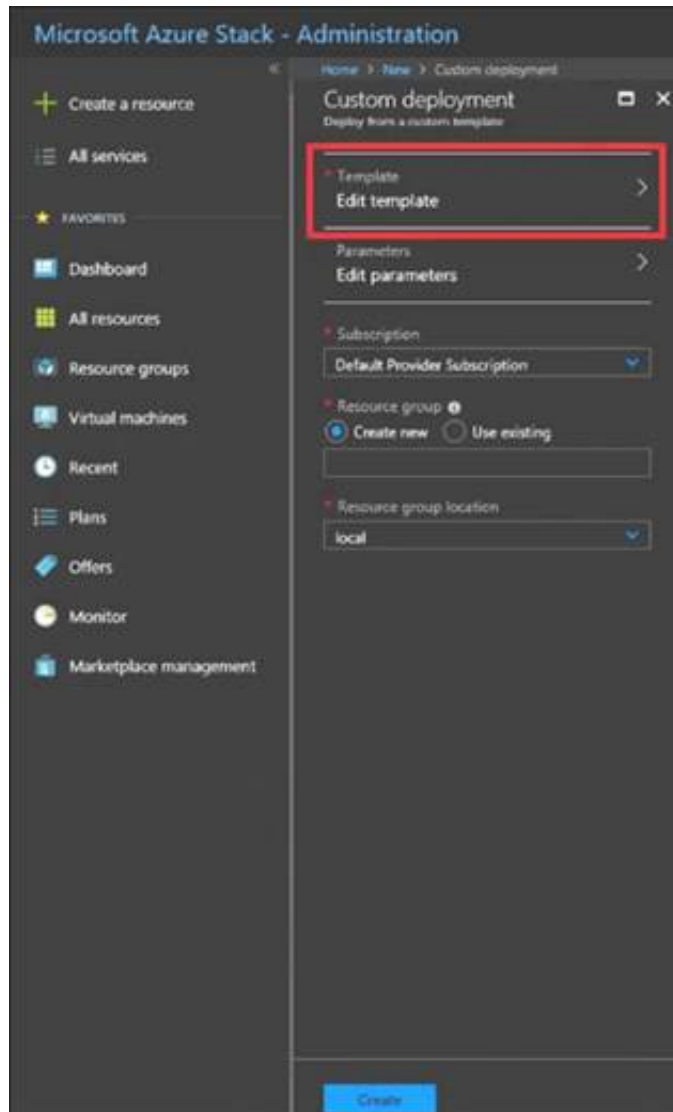 Microsoft Azure Stack - Administration
«
Home > New > Custom deployment
Create a resource
All services
FAVORITES
Dashboard
All resources
Resource groups
Virtual machines
Recent
Plans
Offers
Monitor
Marketplace management
Custom deployment
Deploy from a custom template
* Template
Edit template
Parameters
Edit parameters
* Subscription
Default Provider Subscription
* Resource group
Create new Use existing
* Resource group location
local
Create